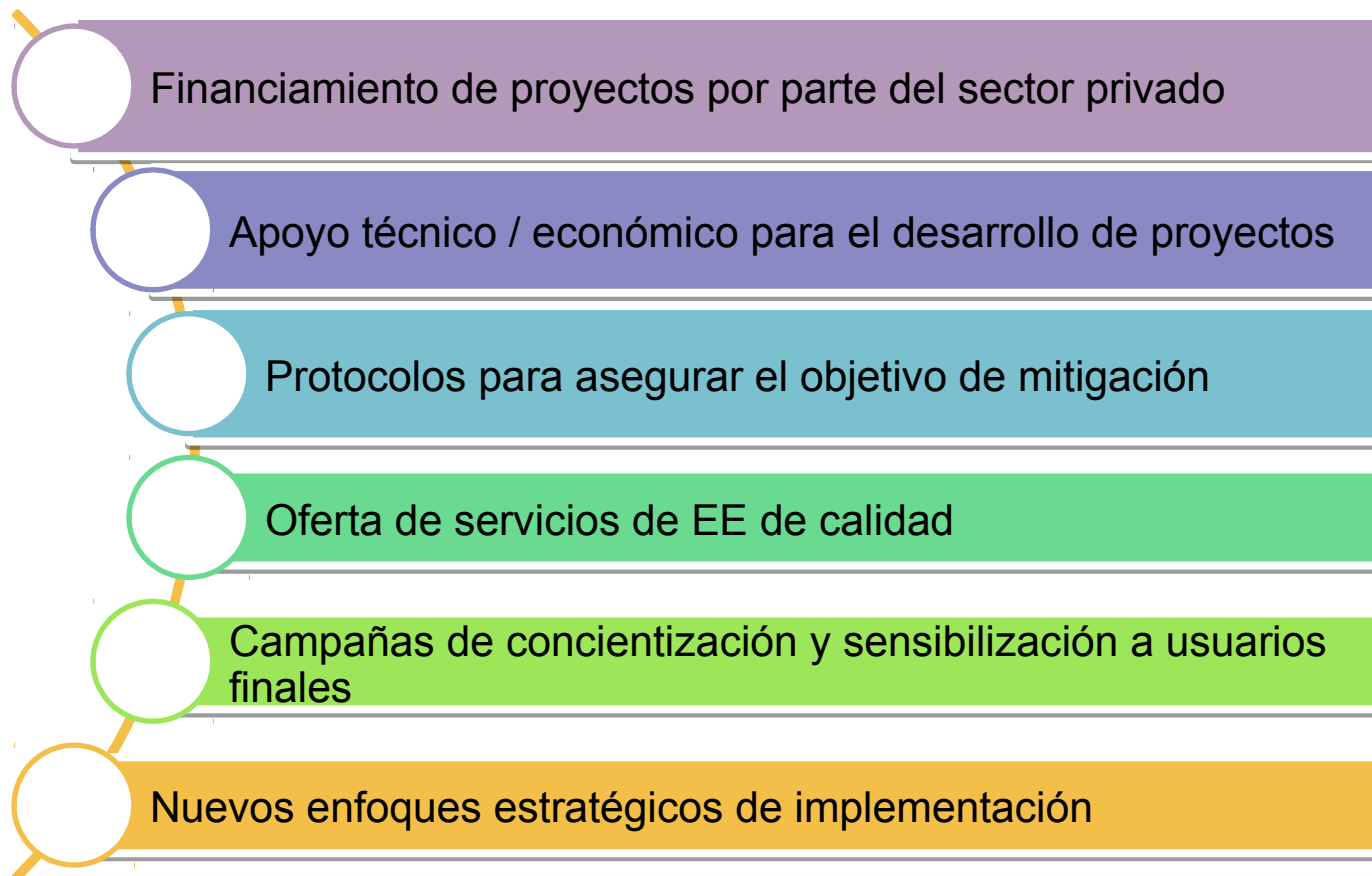 Financiamiento de proyectos por parte del sector privado
Apoyo técnico / económico para el desarrollo de proyectos
Protocolos para asegurar el objetivo de mitigación
Oferta de servicios de EE de calidad
Campañas de concientización y sensibilización a usuarios
finales
Nuevos enfoques estratégicos de implementación